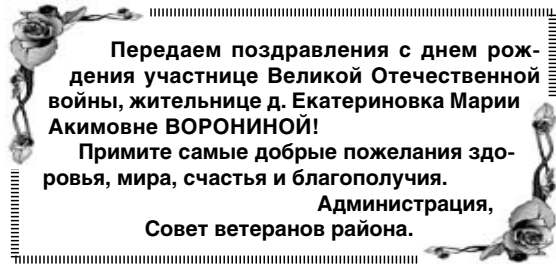 Передаем поздравления с днем рож-
дения участнице Великой Отечественной
войны, жительнице д. Екатериновка Марии
Акимовне ВОРОНИНОЙ!
Примите самые добрые пожелания здо-
ровья, мира, счастья и благополучия.
Администрация,
Совет ветеранов района.